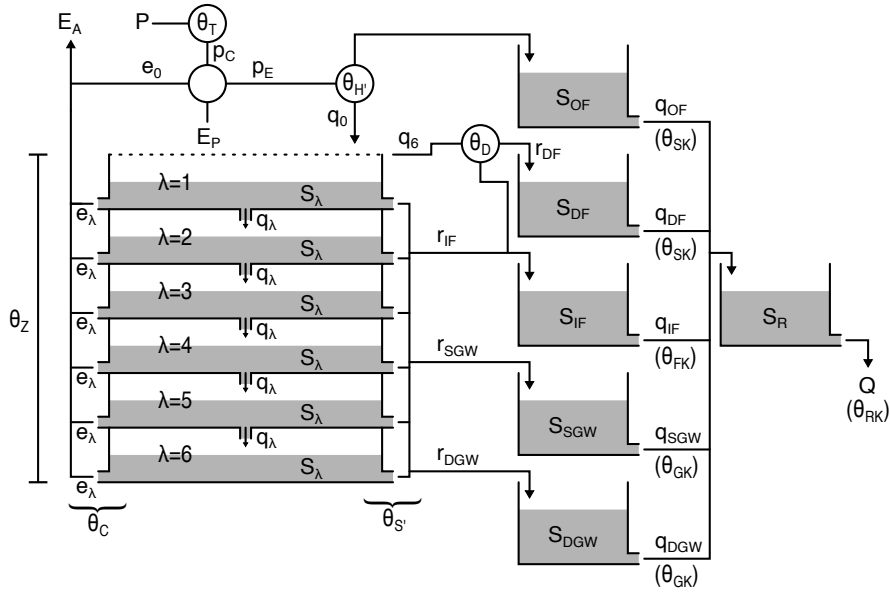 E_A
P
θ_T
p_C
e_0
p_E
θ_H'
E_P
q_0
q_6
θ_D
r_DF
S_OF
q_OF
(θ_SK)
λ=1
S_λ
e_λ
q_λ
λ=2
S_λ
e_λ
q_λ
λ=3
S_λ
e_λ
q_λ
λ=4
S_λ
e_λ
q_λ
λ=5
S_λ
e_λ
q_λ
λ=6
S_λ
e_λ
θ_Z
θ_C
θ_S'
r_IF
r_SGW
r_DGW
S_DF
q_DF
(θ_SK)
S_IF
q_IF
(θ_FK)
S_SGW
q_SGW
(θ_GK)
S_DGW
q_DGW
(θ_GK)
S_R
Q
(θ_RK)